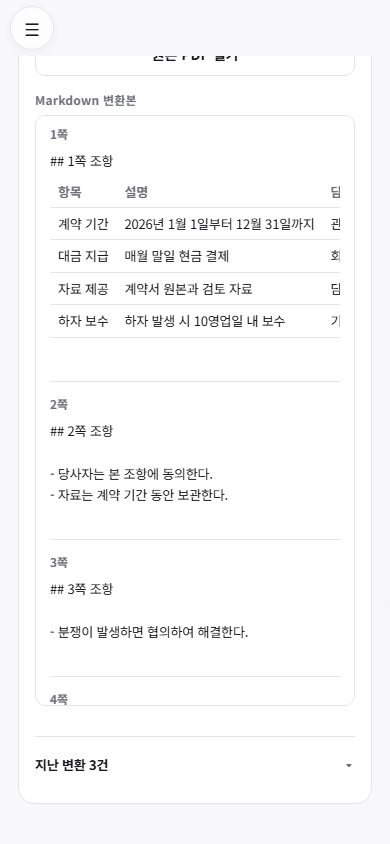 Markdown 변환본
1쪽
## 1쪽 조항
항목 설명
계약 기간 2026년 1월 1일부터 12월 31일까지
대금 지급 매월 말일 현금 결제
자료 제공 계약서 원본과 검토 자료
하자 보수 하자 발생 시 10영업일 내 보수
2쪽
## 2쪽 조항
- 당사자는 본 조항에 동의한다.
- 자료는 계약 기간 동안 보관한다.
3쪽
## 3쪽 조항
- 분쟁이 발생하면 협의하여 해결한다.
4쪽
지난 변환 3건